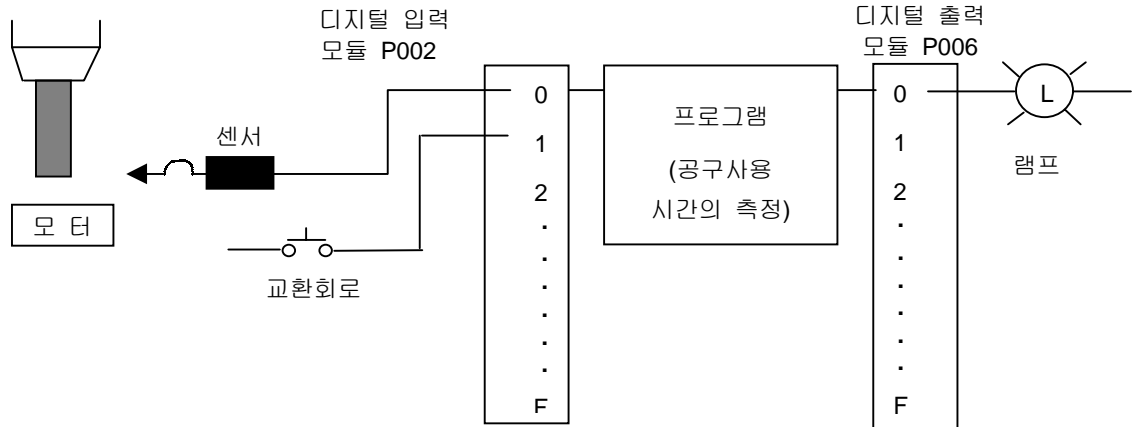 디지털 입력
모듈 P002
디지털 출력
모듈 P006
센서
모 터
교환회로
0
1
2
.
.
.
.
.
.
F
프로그램
(공구사용
시간의 측정)
0
1
2
.
.
.
.
.
.
F
L
램프